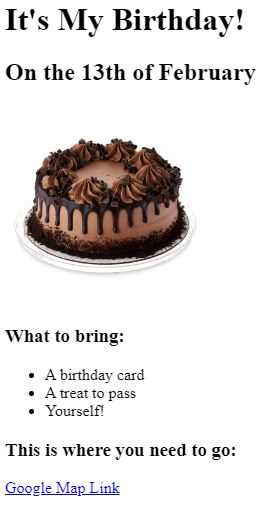 It's My Birthday!
On the 13th of February
What to bring:
A birthday card
A treat to pass
Yourself!
This is where you need to go:
Google Map Link